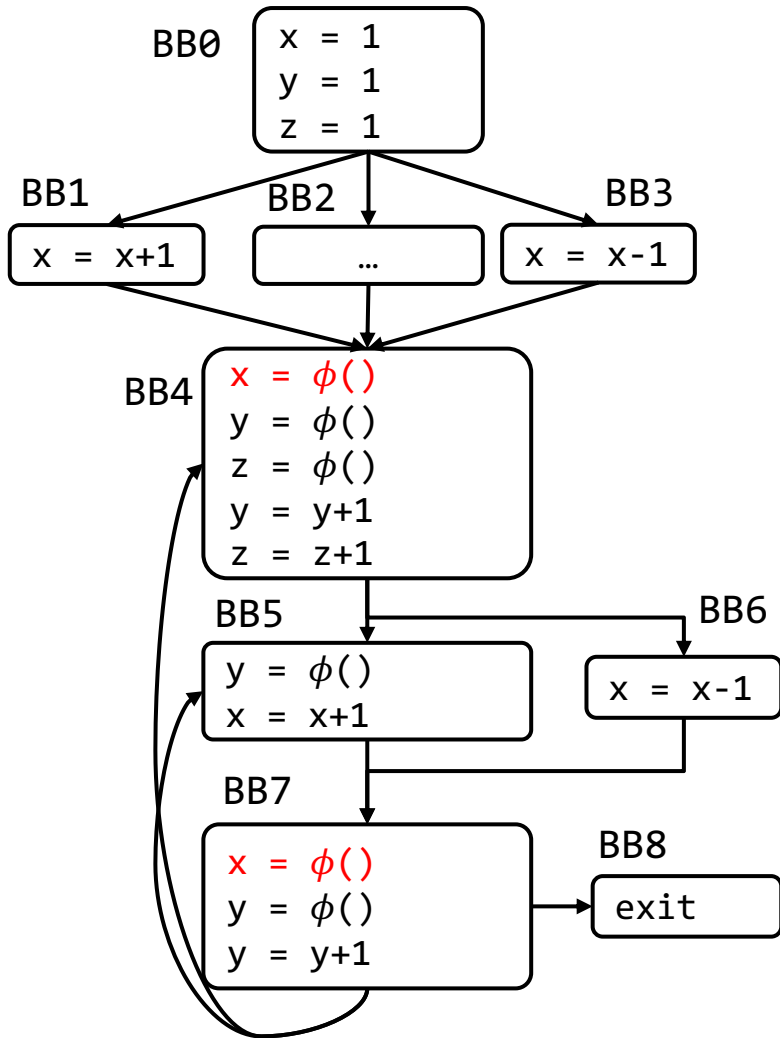 BB0
x = 1
y = 1
z = 1
BB1
BB2
BB3
x = x+1
…
x = x-1
BB4
x = ϕ()
y = ϕ()
z = ϕ()
y = y+1
z = z+1
BB5
BB6
y = ϕ()
x = x+1
x = x-1
BB7
x = ϕ()
y = ϕ()
y = y+1
BB8
exit